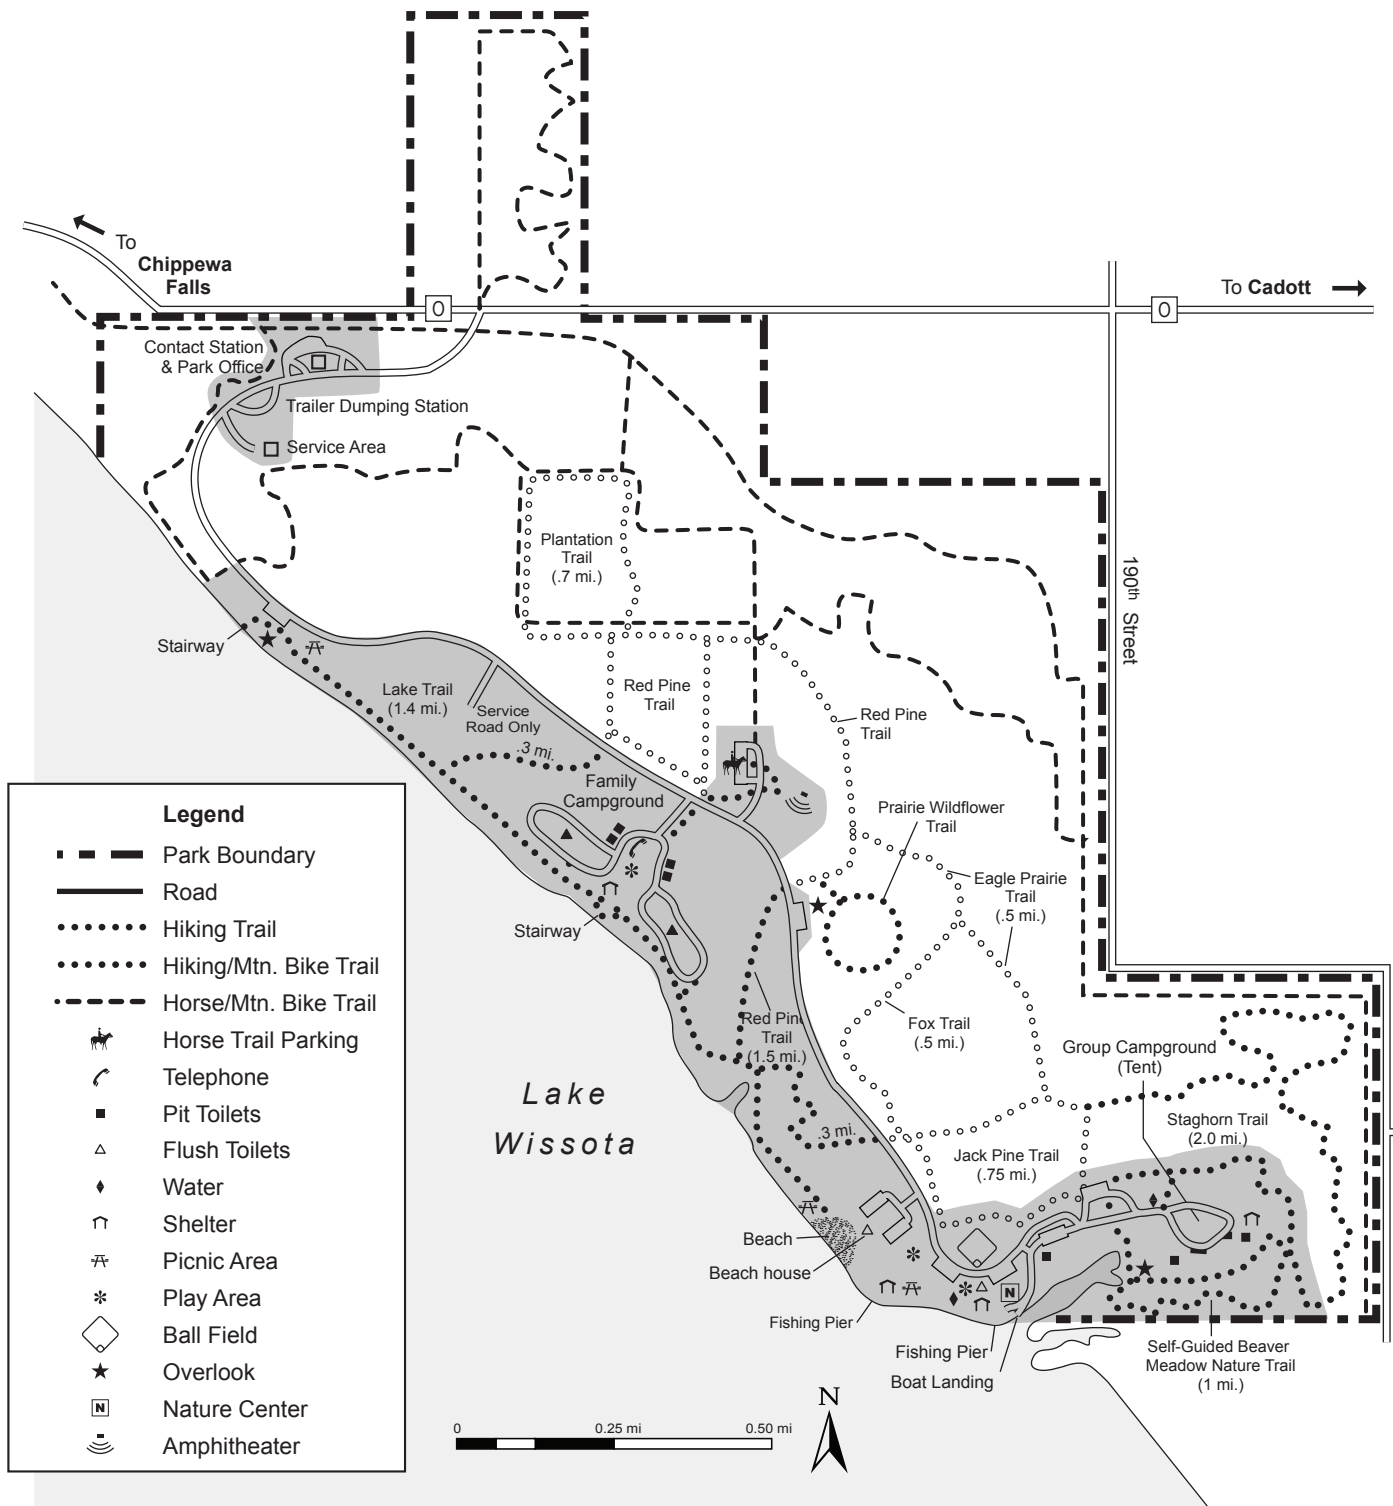 To
Chippewa
Falls
O
To Cadott
O
Contact Station
& Park Office
Trailer Dumping Station
Service Area
190th Street
Plantation
Trail
(.7 mi.)
Stairway
Lake Trail
(1.4 mi.)
Service
Road Only
Red Pine
Trail
Red Pine
Trail
.3 mi.
Family
Campground
Prairie Wildflower
Trail
Eagle Prairie
Trail
(.5 mi.)
Stairway
Red Pine
Trail
(1.5 mi.)
Fox Trail
(.5 mi.)
Group Campground
(Tent)
Lake
Wissota
.3 mi.
Staghorn Trail
(2.0 mi.)
Jack Pine Trail
(.75 mi.)
Beach
Beach house
N
Fishing Pier
Fishing Pier
Boat Landing
Self-Guided Beaver
Meadow Nature Trail
(1 mi.)
Legend
Park Boundary
Road
Hiking Trail
Hiking/Mtn. Bike Trail
Horse/Mtn. Bike Trail
Horse Trail Parking
Telephone
Pit Toilets
Flush Toilets
Water
Shelter
Picnic Area
Play Area
Ball Field
Overlook
N Nature Center
Amphitheater
0 0.25 mi 0.50 mi
N